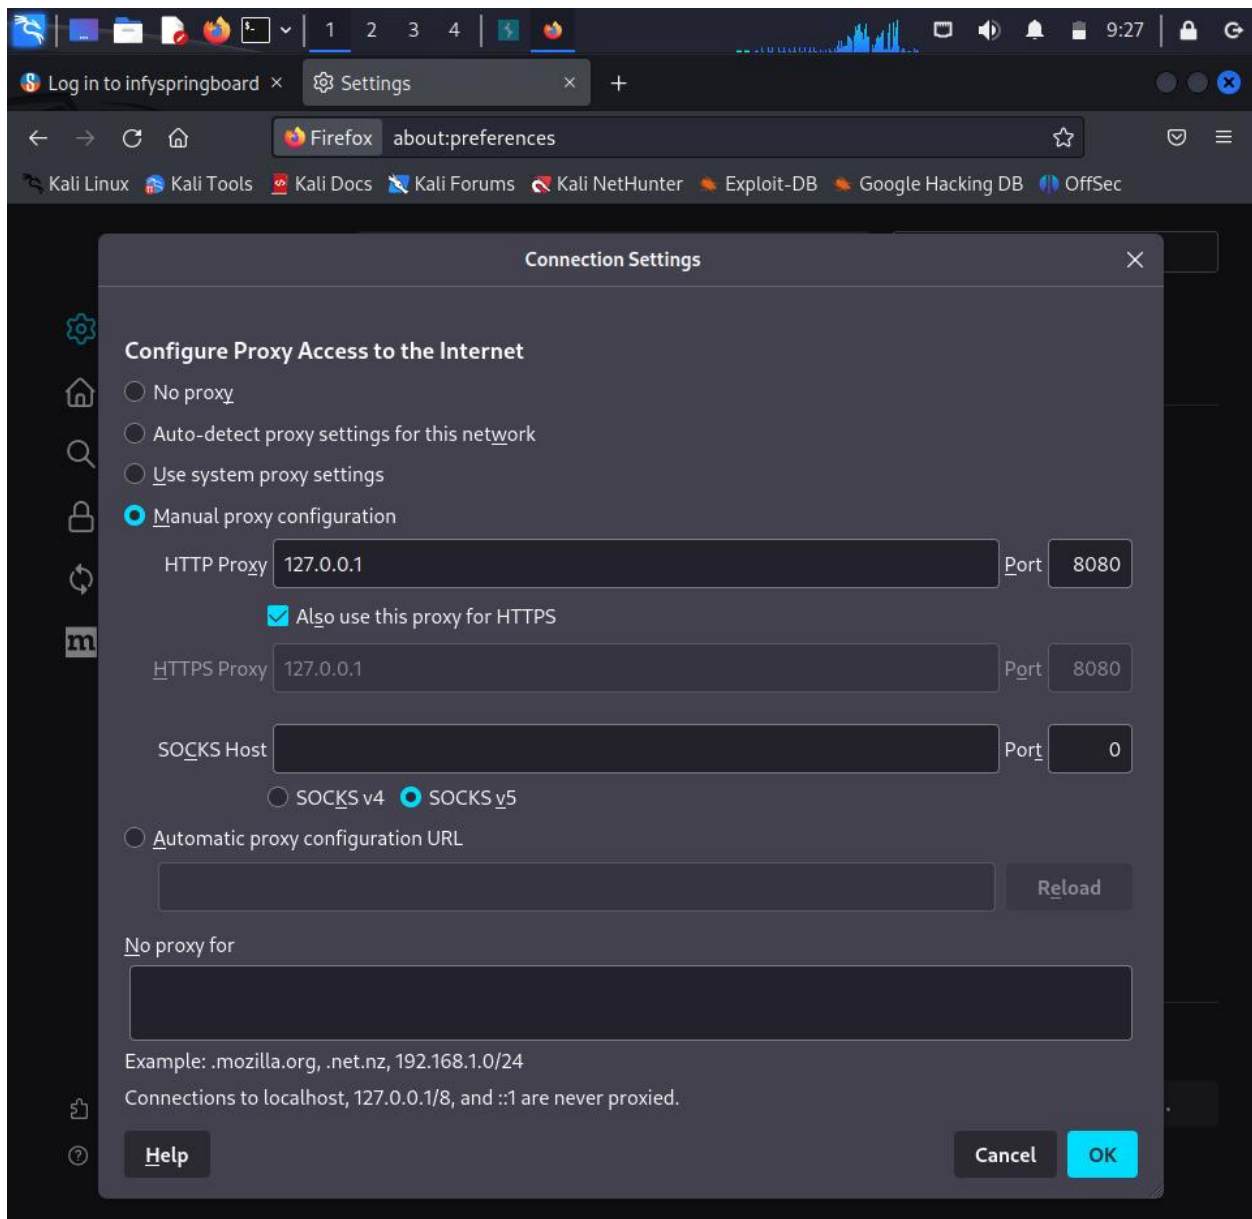 1 2 3 4 9:27
Log in to infyspringboard Settings
Firefox about:preferences
Kali Linux Kali Tools Kali Docs Kali Forums Kali NetHunter Exploit-DB Google Hacking DB OffSec
Connection Settings
Configure Proxy Access to the Internet
No proxy
Auto-detect proxy settings for this network
Use system proxy settings
Manual proxy configuration
HTTP Proxy 127.0.0.1 Port 8080
Also use this proxy for HTTPS
HTTPS Proxy 127.0.0.1 Port 8080
SOCKS Host Port 0
SOCKS v4 SOCKS v5
Automatic proxy configuration URL
Reload
No proxy for
Example: .mozilla.org, .net.nz, 192.168.1.0/24
Connections to localhost, 127.0.0.1/8, and ::1 are never proxied.
Help Cancel OK